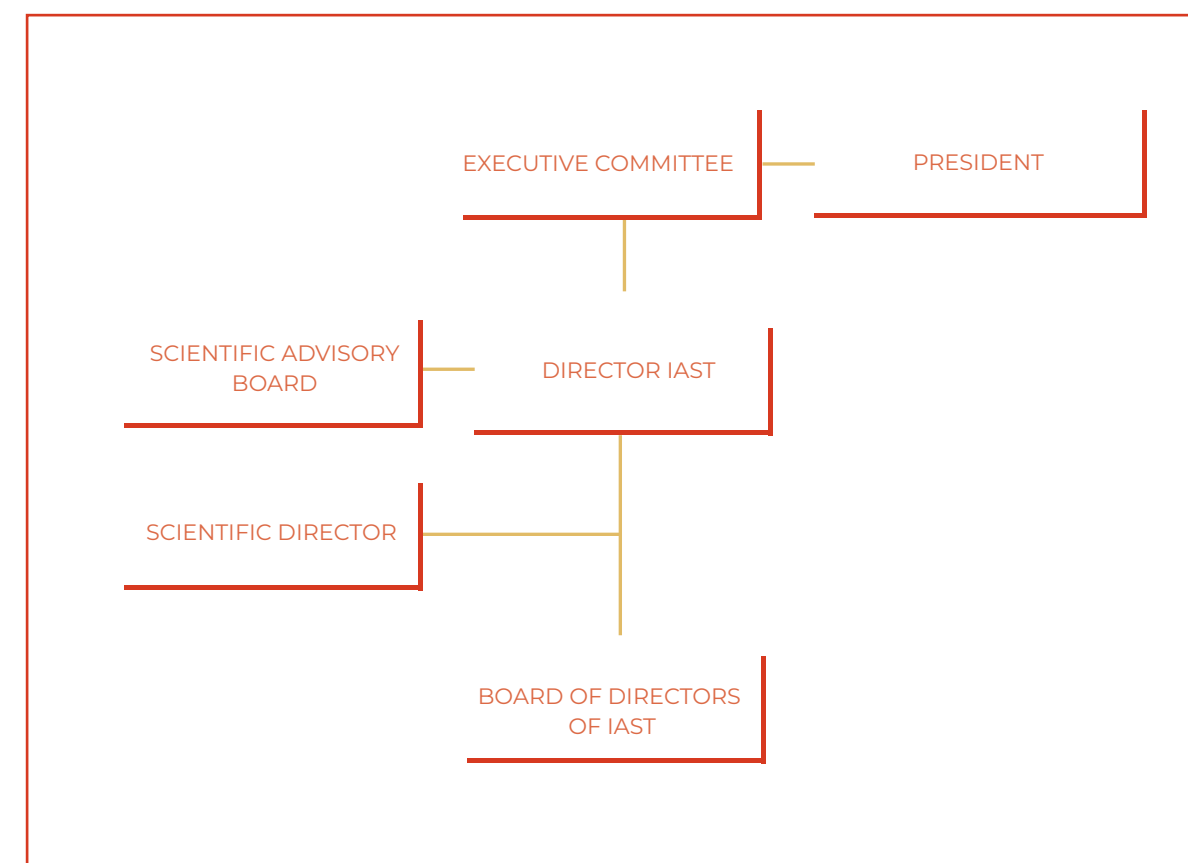 EXECUTIVE COMMITTEE
PRESIDENT
SCIENTIFIC ADVISORY
BOARD
DIRECTOR IAST
SCIENTIFIC DIRECTOR
BOARD OF DIRECTORS
OF IAST